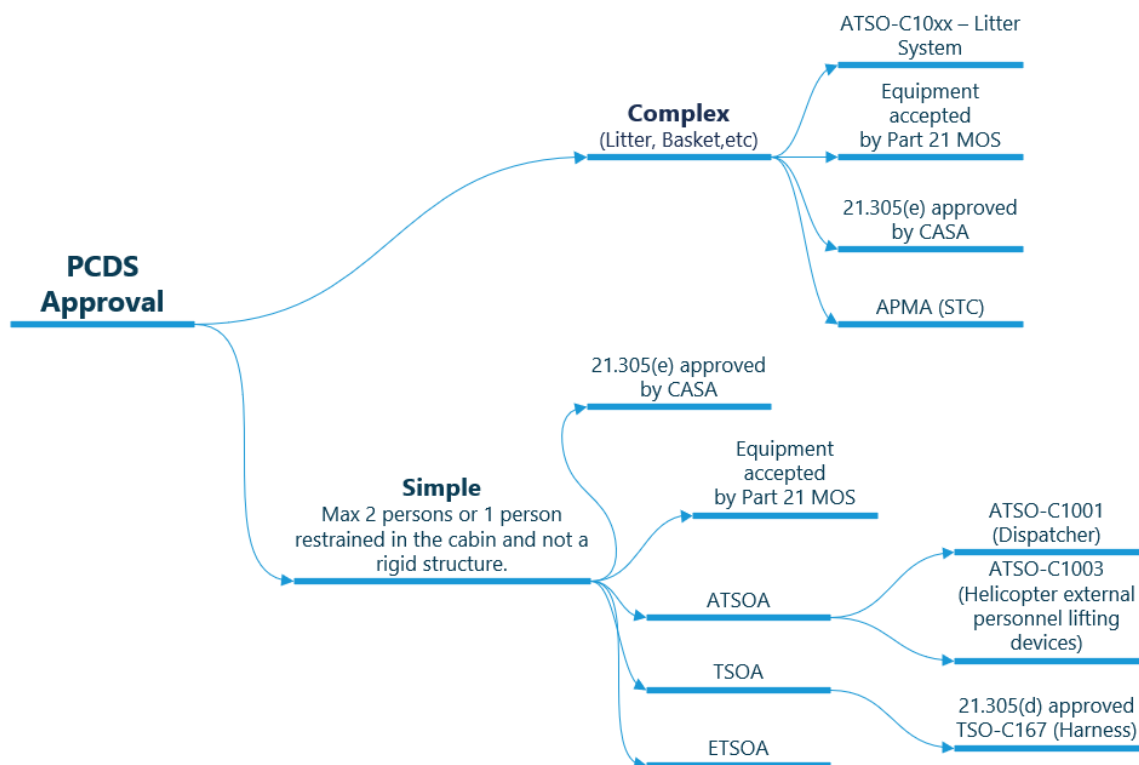 PCDS
Approval
Complex
(Litter, Basket,etc)
ATSO-C10xx – Litter
System
Equipment
accepted
by Part 21 MOS
21.305(e) approved
by CASA
APMA (STC)
Simple
Max 2 persons or 1 person
restrained in the cabin and not a
rigid structure.
21.305(e) approved
by CASA
Equipment
accepted
by Part 21 MOS
ATSOA
ATSO-C1001
(Dispatcher)
ATSO-C1003
(Helicopter external
personnel lifting
devices)
TSOA
21.305(d) approved
TSO-C167 (Harness)
ETSOA